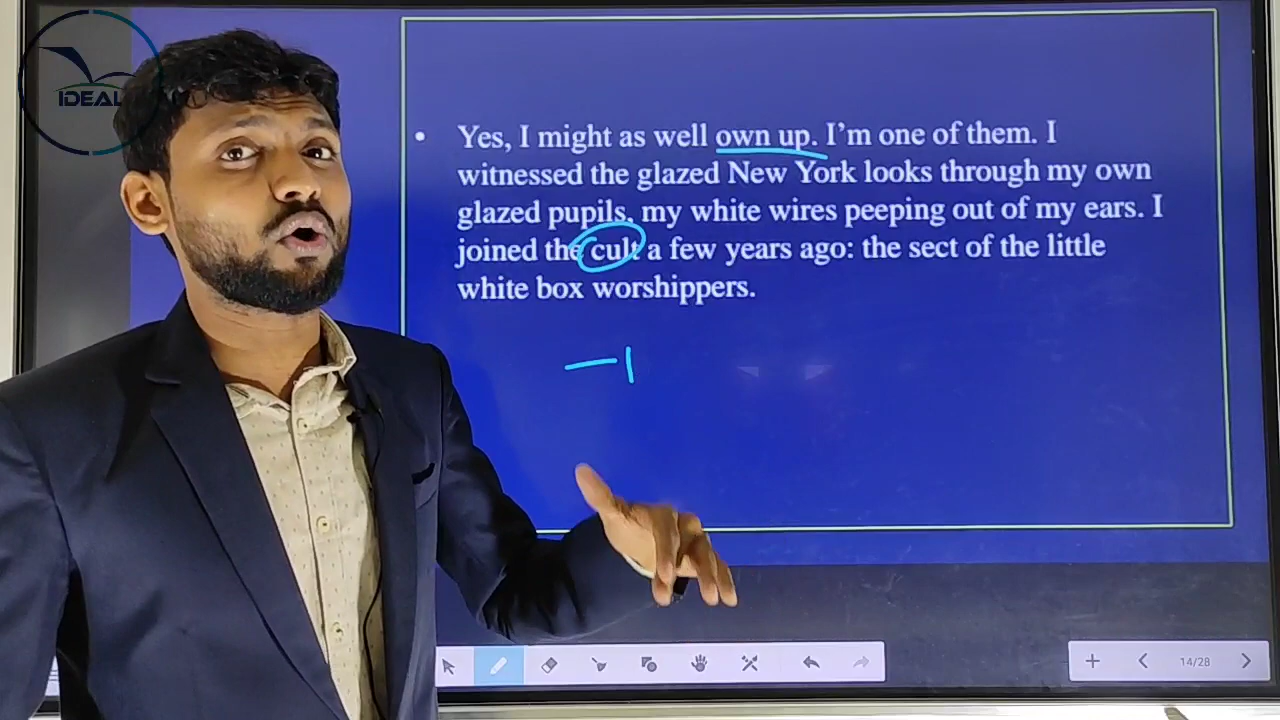 IDEAL
• Yes, I might as well own up. I'm one of them. I
witnessed the glazed New York looks through my own
glazed pupils, my white wires peeping out of my ears. I
joined the cult a few years ago: the sect of the little
white box worshippers.
14/28